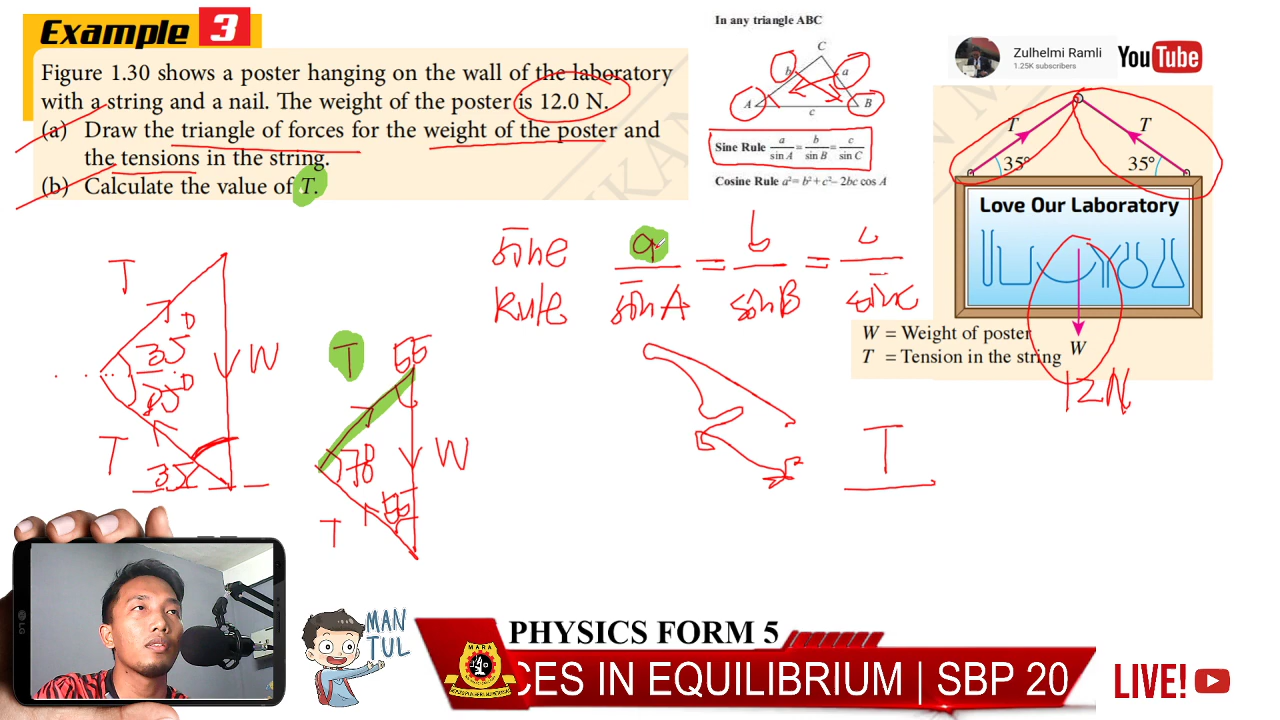 Example 3
Figure 1.30 shows a poster hanging on the wall of the laboratory
with a string and a nail. The weight of the poster is 12.0 N.
(a) Draw the triangle of forces for the weight of the poster and
the tensions in the string.
(b) Calculate the value of T.
In any triangle ABC
C
b
a
A
B
c
Sine Rule a/sin A = b/sin B = c/sin C
Cosine Rule a² = b² + c² – 2bc cos A
Zulhelmi Ramli
1.25K subscribers
YouTube
T
T
35°
35°
Love Our Laboratory
W = Weight of poster
T = Tension in the string
W
12N
sine
Rule
a/sin A = b/sin B = c/sin C
T
35°
W
T
35
T
55
70
W
55
T
T
LG
MAN
TUL
PHYSICS FORM 5
MARA
CES IN EQUILIBRIUM | SBP 20
LIVE!